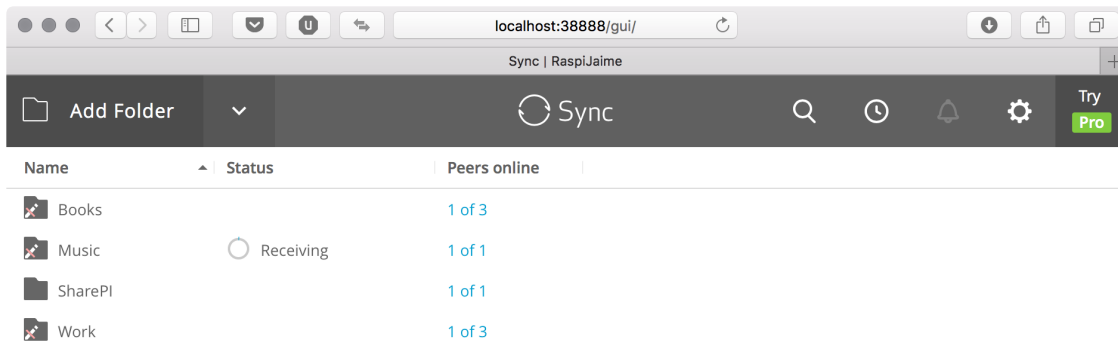 localhost:38888/gui/
Sync | RaspiJaime
Add Folder
Sync
Try
Pro
Name Status Peers online
Books 1 of 3
Music Receiving 1 of 1
SharePI 1 of 1
Work 1 of 3